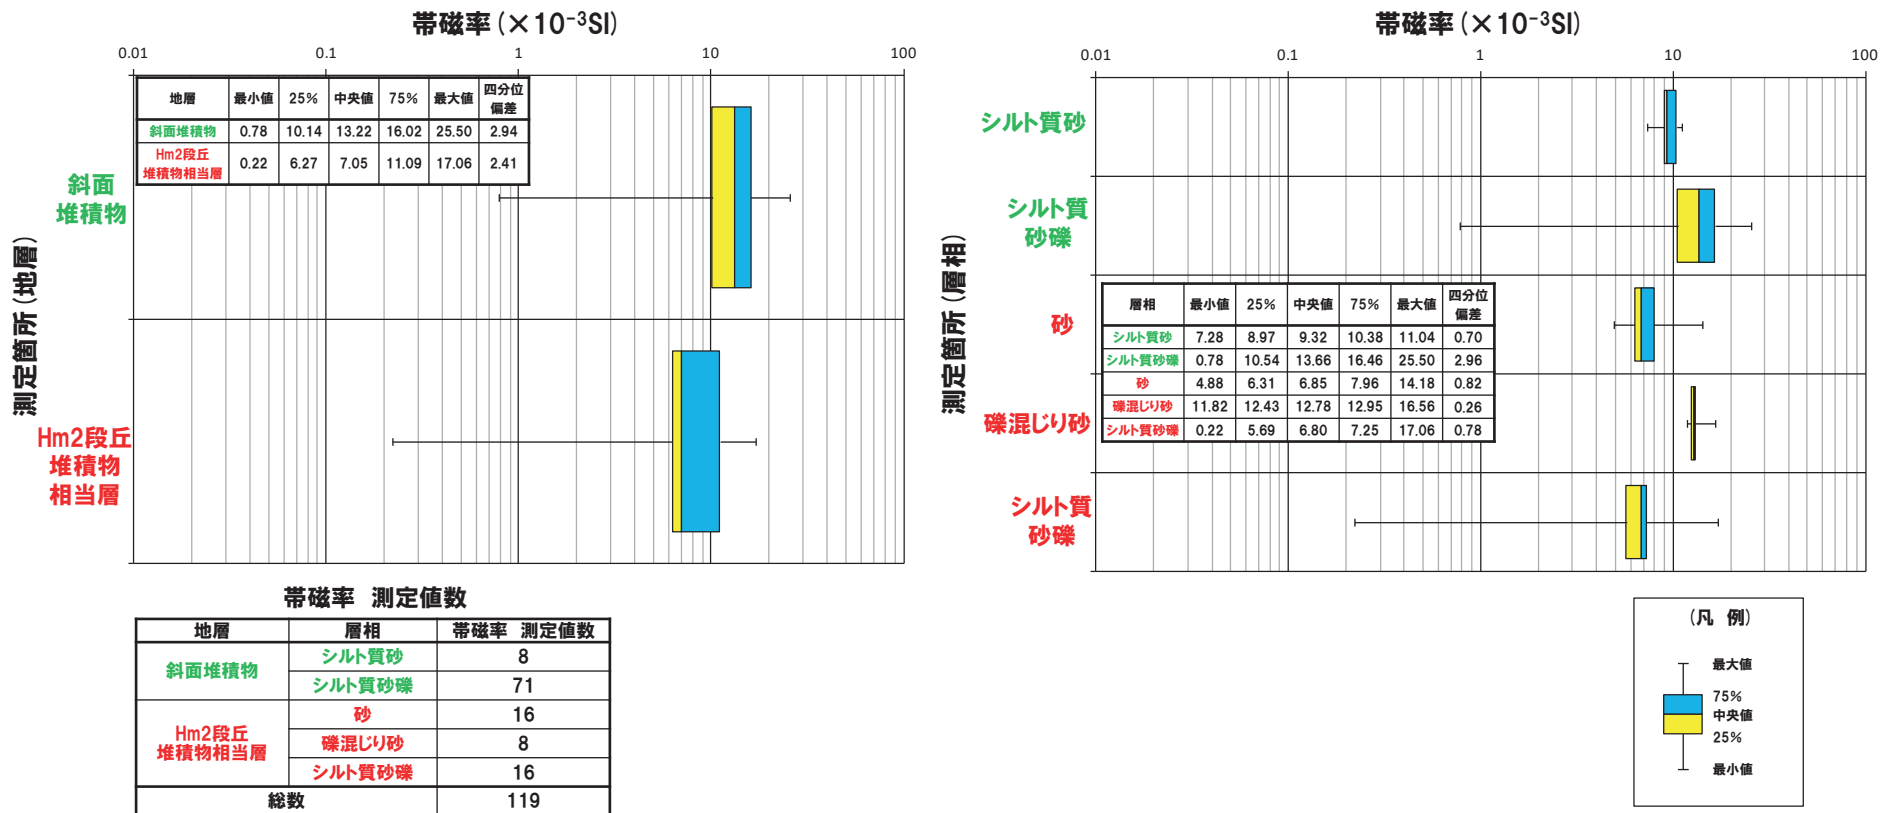 帯磁率(×10⁻³SI)
0.01 0.1 1 10 100
地層 最小値 25% 中央値 75% 最大値 四分位
偏差
斜面堆積物 0.78 10.14 13.22 16.02 25.50 2.94
Hm2段丘
堆積物相当層 0.22 6.27 7.05 11.09 17.06 2.41
測定箇所(地層)
斜面
堆積物
Hm2段丘
堆積物
相当層
帯磁率 測定値数
地層 層相 帯磁率 測定値数
斜面堆積物 シルト質砂 8
シルト質砂礫 71
Hm2段丘
堆積物相当層 砂 16
礫混じり砂 8
シルト質砂礫 16
総数 119
帯磁率(×10⁻³SI)
0.01 0.1 1 10 100
測定箇所(層相)
シルト質砂
シルト質
砂礫
砂
礫混じり砂
シルト質
砂礫
層相 最小値 25% 中央値 75% 最大値 四分位
偏差
シルト質砂 7.28 8.97 9.32 10.38 11.04 0.70
シルト質砂礫 0.78 10.54 13.66 16.46 25.50 2.96
砂 4.88 6.31 6.85 7.96 14.18 0.82
礫混じり砂 11.82 12.43 12.78 12.95 16.56 0.26
シルト質砂礫 0.22 5.69 6.80 7.25 17.06 0.78
(凡 例)
最大値
75%
中央値
25%
最小値